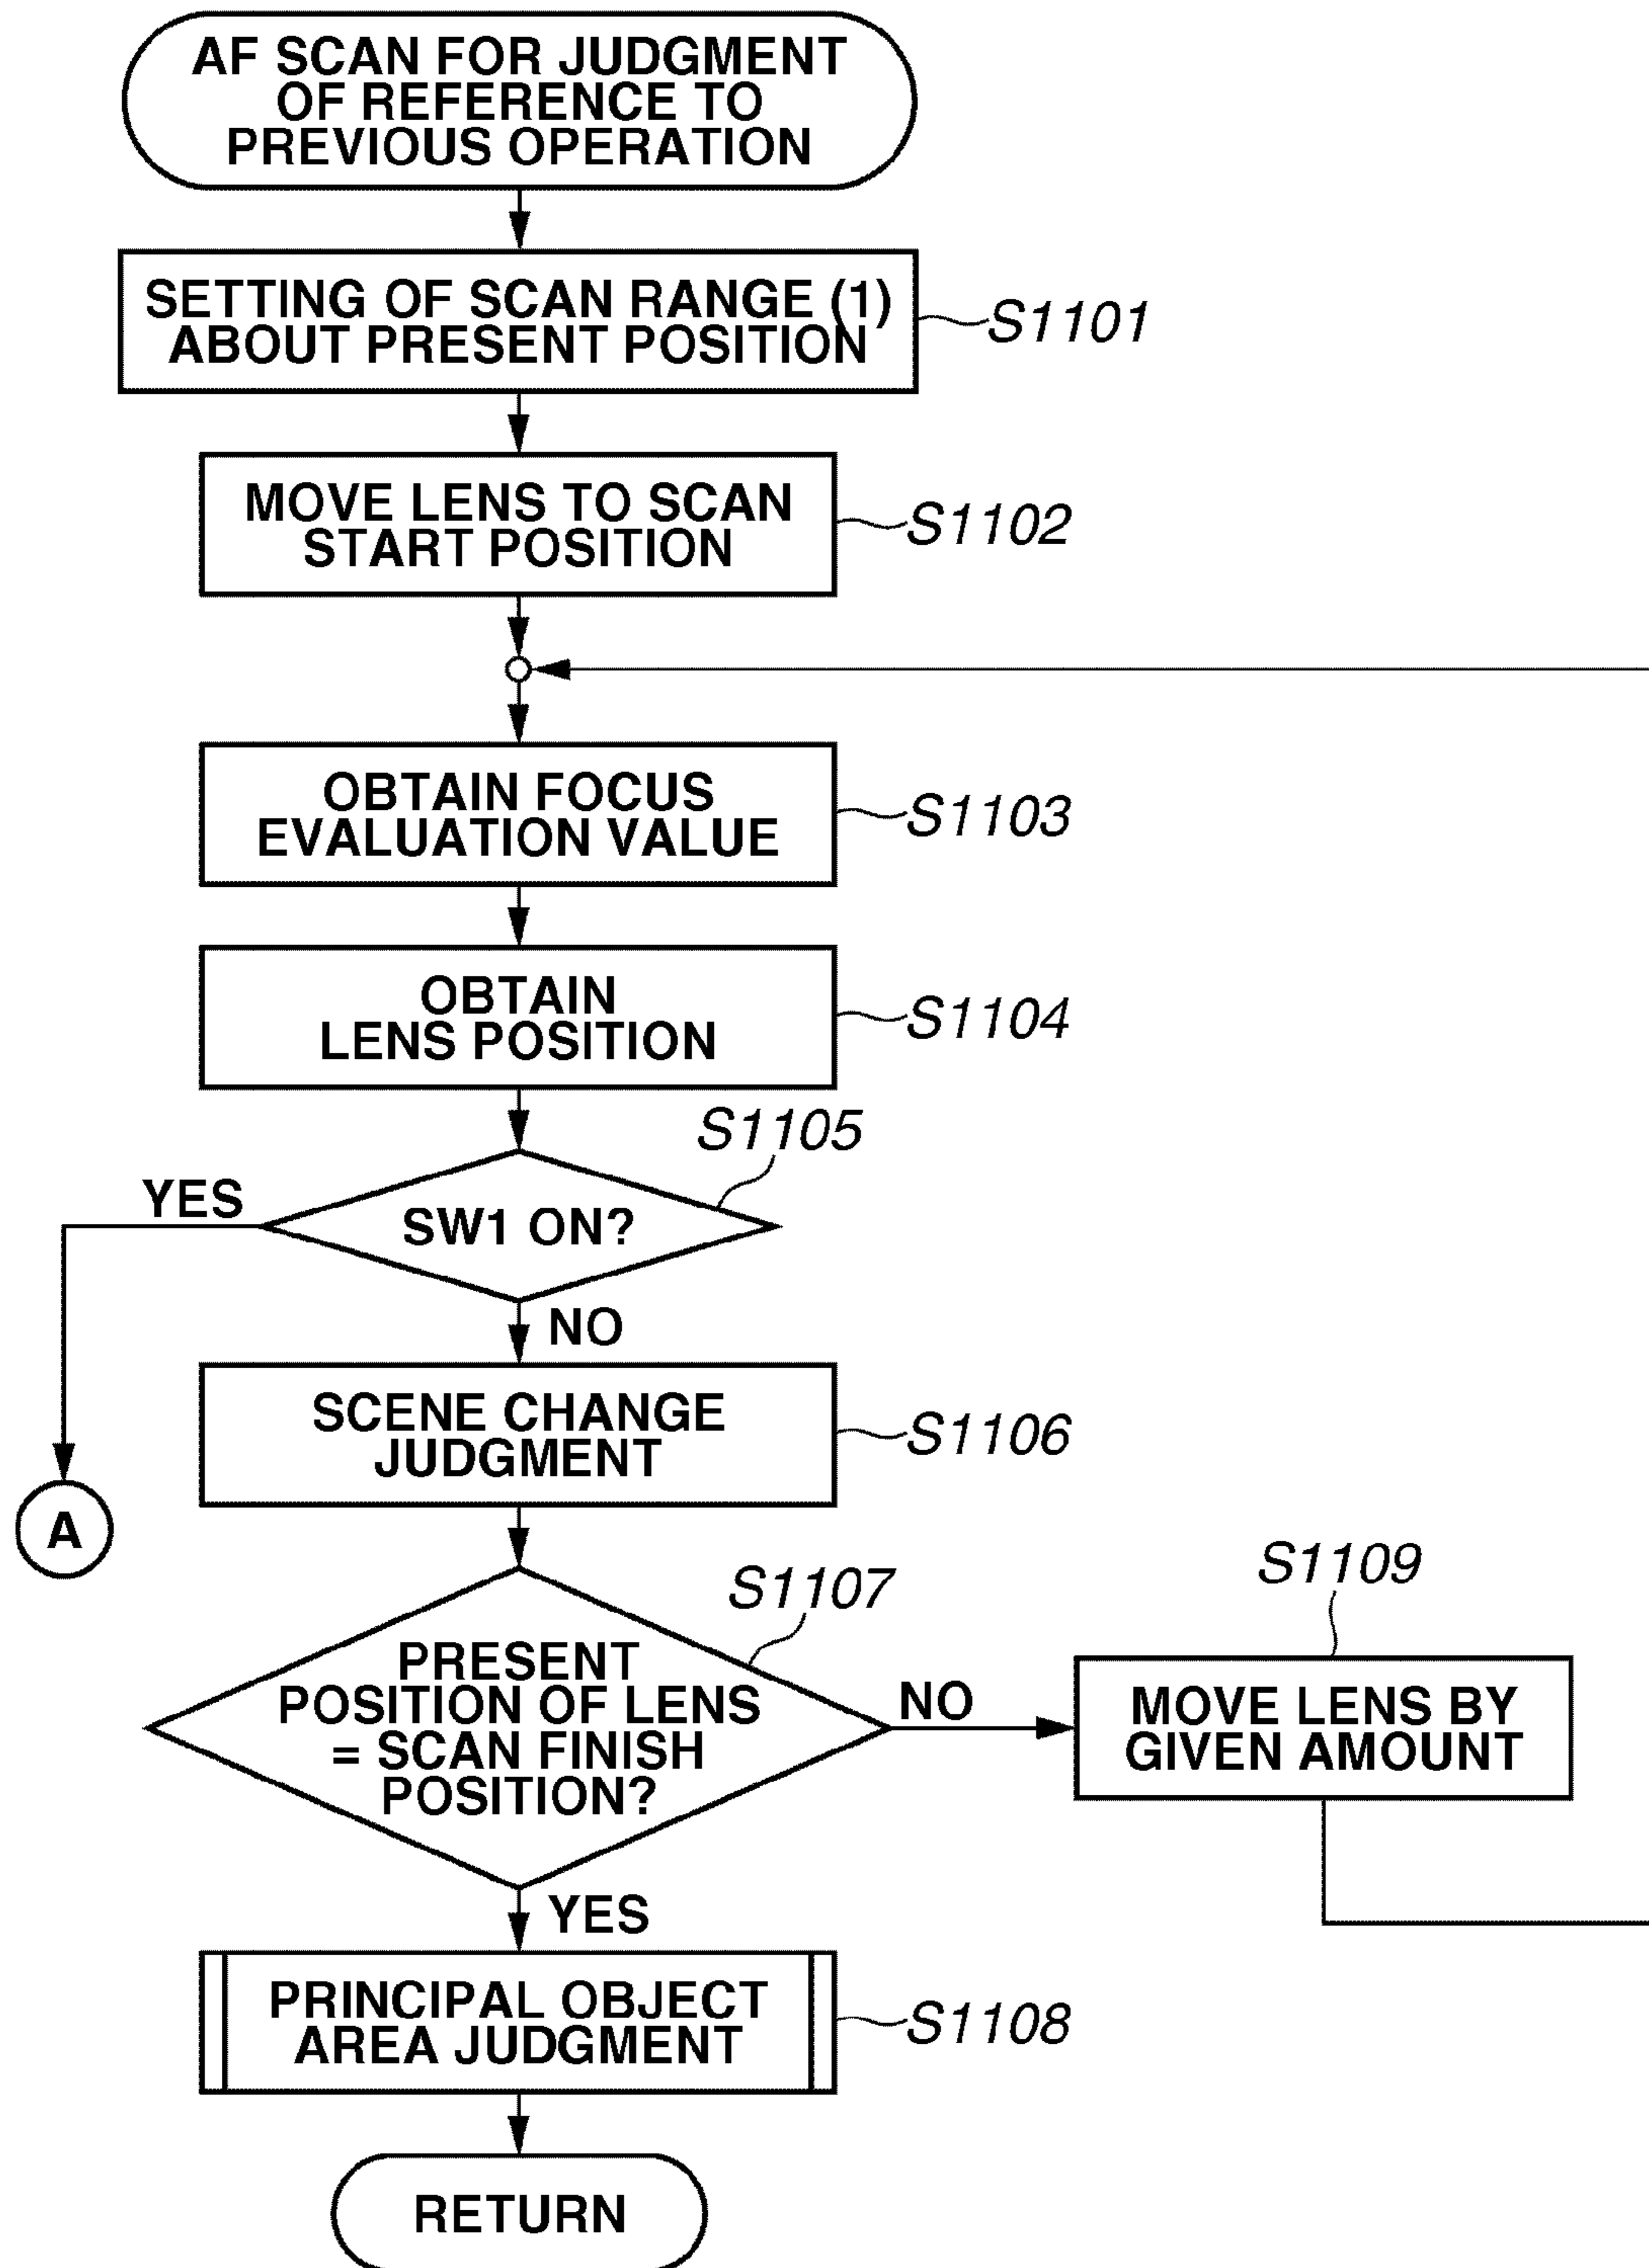 AF SCAN FOR JUDGMENT
OF REFERENCE TO
PREVIOUS OPERATION
SETTING OF SCAN RANGE (1)
ABOUT PRESENT POSITION
S1101
MOVE LENS TO SCAN
START POSITION
S1102
OBTAIN FOCUS
EVALUATION VALUE
S1103
OBTAIN
LENS POSITION
S1104
S1105
YES
SW1 ON?
NO
SCENE CHANGE
JUDGMENT
S1106
A
S1107
PRESENT
POSITION OF LENS
= SCAN FINISH
POSITION?
NO
S1109
MOVE LENS BY
GIVEN AMOUNT
YES
PRINCIPAL OBJECT
AREA JUDGMENT
S1108
RETURN